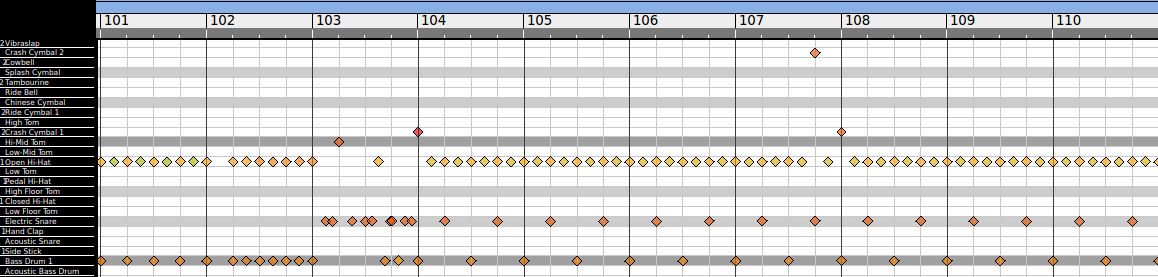 101 102 103 104 105 106 107 108 109 110
2 Vibraslap
Crash Cymbal 2
2 Cowbell
Splash Cymbal
2 Tambourine
Ride Bell
Chinese Cymbal
2 Ride Cymbal 1
High Tom
2 Crash Cymbal 1
Hi-Mid Tom
Low-Mid Tom
1 Open Hi-Hat
Low Tom
1 Pedal Hi-Hat
High Floor Tom
1 Closed Hi-Hat
Low Floor Tom
Electric Snare
1 Hand Clap
Acoustic Snare
1 Side Stick
Bass Drum 1
Acoustic Bass Drum